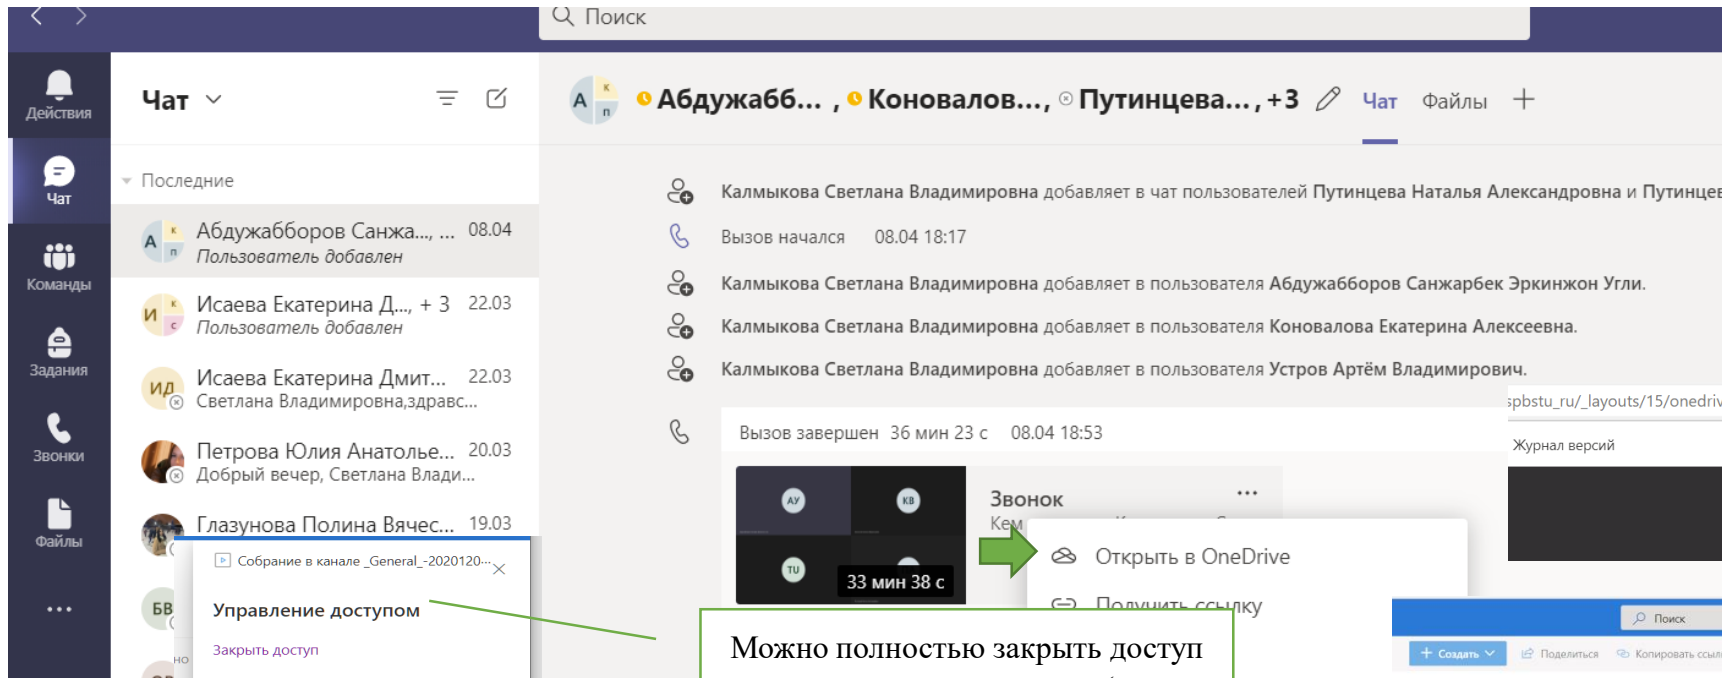 Поиск
Действия
Чат
Команды
Задания
Звонки
Файлы
Чат
Последние
Абдужабборов Санжа..., ... 08.04
Пользователь добавлен
Исаева Екатерина Д..., + 3 22.03
Пользователь добавлен
Исаева Екатерина Дмит... 22.03
Светлана Владимировна,здравс...
Петрова Юлия Анатолье... 20.03
Добрый вечер, Светлана Влади...
Глазунова Полина Вячес... 19.03
Абдужабб... , Коновалов..., Путинцева..., +3 Чат Файлы
Калмыкова Светлана Владимировна добавляет в чат пользователей Путинцева Наталья Александровна и Путинцев
Вызов начался 08.04 18:17
Калмыкова Светлана Владимировна добавляет в пользователя Абдужабборов Санжарбек Эркинжон Угли.
Калмыкова Светлана Владимировна добавляет в пользователя Коновалова Екатерина Алексеевна.
Калмыкова Светлана Владимировна добавляет в пользователя Устров Артём Владимирович.
Вызов завершен 36 мин 23 с 08.04 18:53
АУ КВ
TU
33 мин 38 с
Звонок
Кем
Открыть в OneDrive
Получить ссылку
spbstu_ru/_layouts/15/onedriv
Журнал версий
Собрание в канале _General_-2020120...
Управление доступом
Закрыть доступ
Можно полностью закрыть доступ
Поиск
+ Создать Поделиться Копировать ссыл